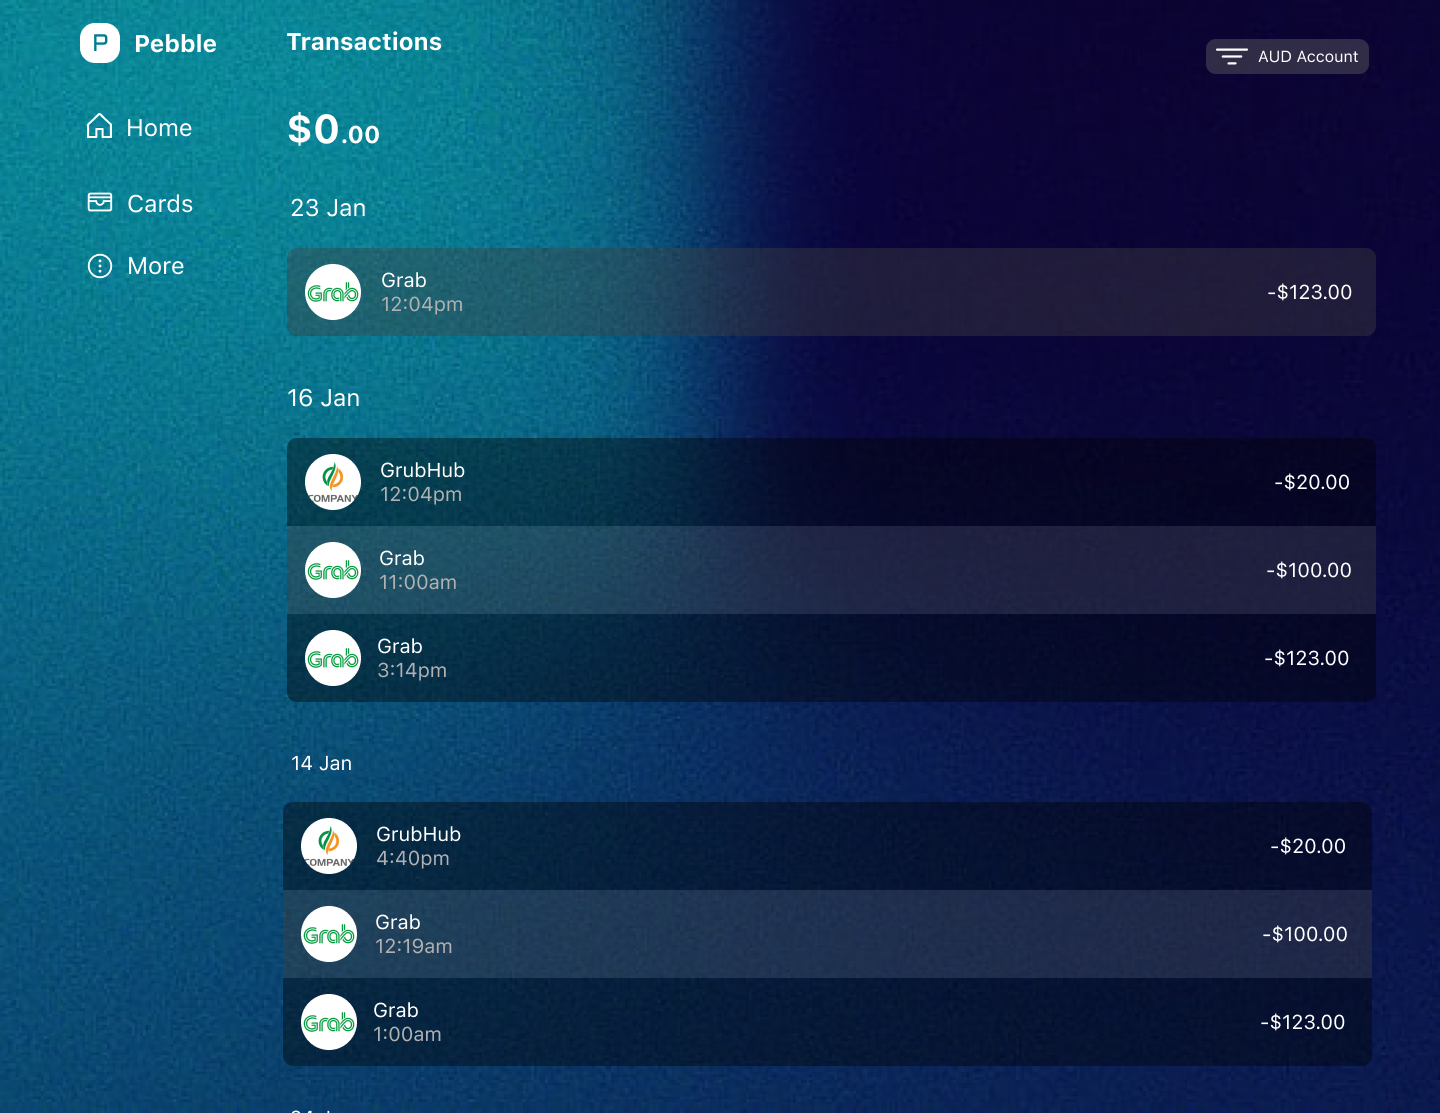 P Pebble
Transactions
AUD Account
Home
$0.00
Cards
23 Jan
More
Grab
Grab
12:04pm
-$123.00
16 Jan
COMPANY
GrubHub
12:04pm
-$20.00
Grab
Grab
11:00am
-$100.00
Grab
Grab
3:14pm
-$123.00
14 Jan
COMPANY
GrubHub
4:40pm
-$20.00
Grab
Grab
12:19am
-$100.00
Grab
Grab
1:00am
-$123.00